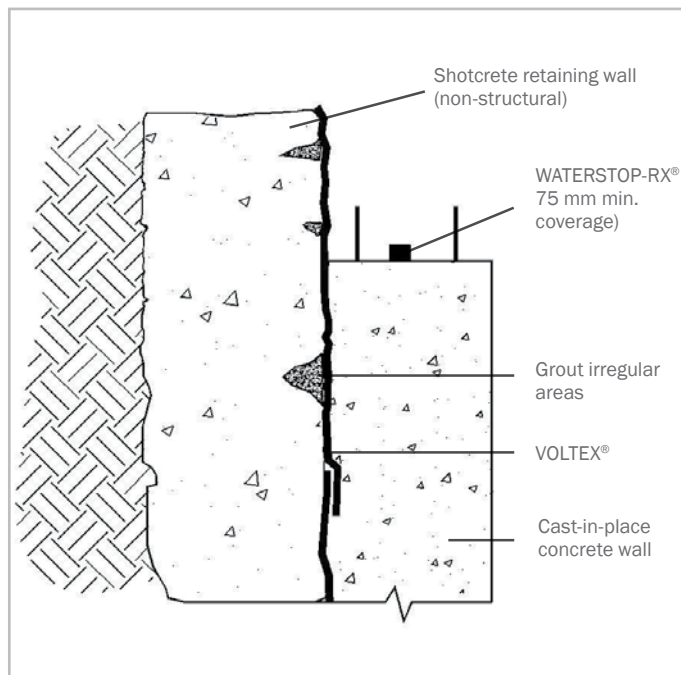 Shotcrete retaining wall
(non-structural)
WATERSTOP-RX®
75 mm min.
coverage)
Grout irregular
areas
VOLTEX®
Cast-in-place
concrete wall